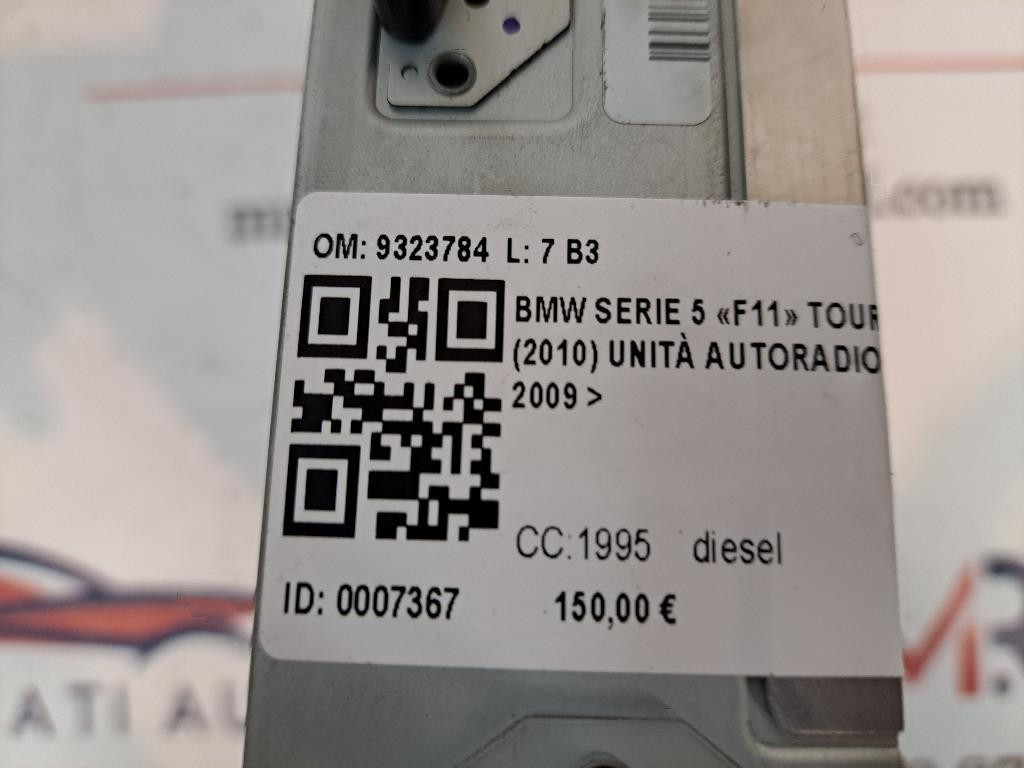 OM: 9323784 L: 7 B3
BMW SERIE 5 «F11» TOUR
(2010) UNITÀ AUTORADIO
2009 >
CC:1995 diesel
ID: 0007367 150,00 €